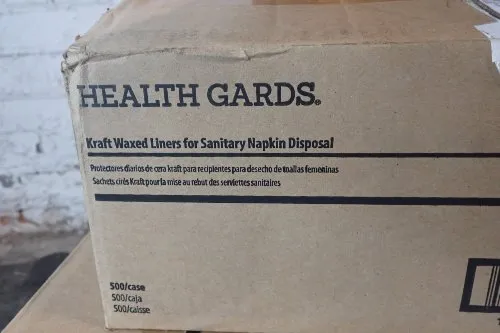 HEALTH GARDS®
Kraft Waxed Liners for Sanitary Napkin Disposal
Protectores diarios de cera kraft para recipientes para desecho de toallas femeninas
Sachets cirés Kraft pour la mise au rebut des serviettes sanitaires
500/case
500/caja
500/caisse